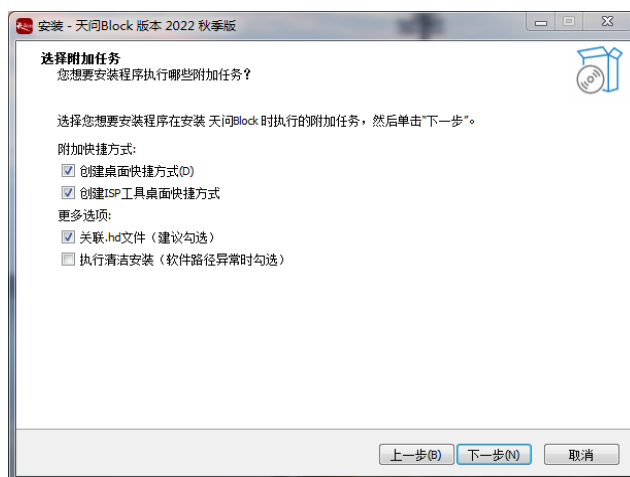 安装 - 天问Block 版本 2022 秋季版
选择附加任务
您想要安装程序执行哪些附加任务？
选择您想要安装程序在安装 天问Block 时执行的附加任务，然后单击“下一步”。
附加快捷方式:
创建桌面快捷方式(D)
创建ISP工具桌面快捷方式
更多选项:
关联.hd文件（建议勾选）
执行清洁安装（软件路径异常时勾选）
上一步(B) 下一步(N) 取消